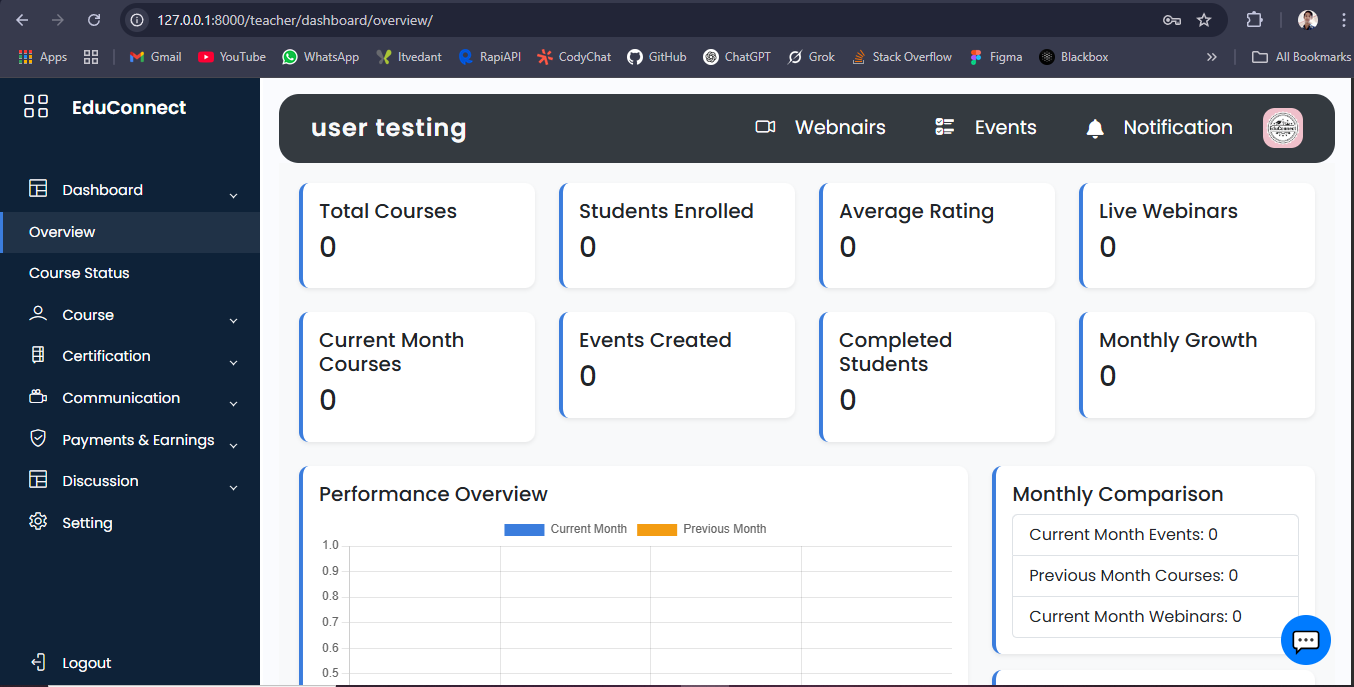 127.0.0.1:8000/teacher/dashboard/overview/
Apps
Gmail
YouTube
WhatsApp
Itvedant
RapiAPI
CodyChat
GitHub
ChatGPT
Grok
Stack Overflow
Figma
Blackbox
All Bookmarks
EduConnect
Dashboard
Overview
Course Status
Course
Certification
Communication
Payments & Earnings
Discussion
Setting
Logout
user testing
Webnairs
Events
Notification
EduConnect
Total Courses
0
Students Enrolled
0
Average Rating
0
Live Webinars
0
Current Month
Courses
0
Events Created
0
Completed
Students
0
Monthly Growth
0
Performance Overview
Current Month
Previous Month
1.0
0.9
0.8
0.7
0.6
0.5
Monthly Comparison
Current Month Events: 0
Previous Month Courses: 0
Current Month Webinars: 0